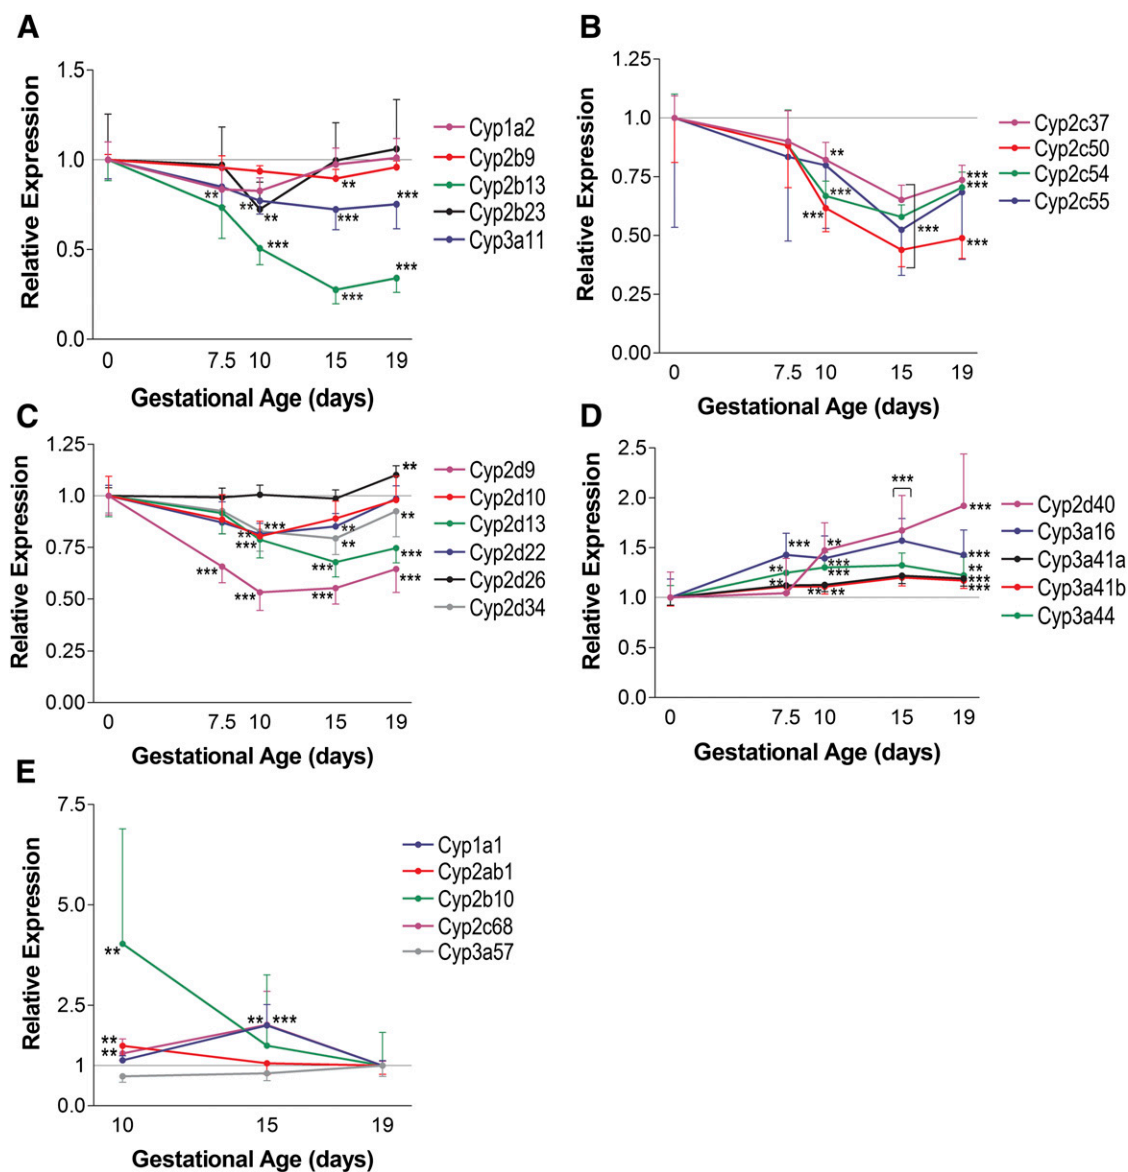 A
Relative Expression
1.5
1.0
0.5
0.0
0 7.5 10 15 19
Gestational Age (days)
** ** ** *** ** *** *** *** ***
Cyp1a2
Cyp2b9
Cyp2b13
Cyp2b23
Cyp3a11
B
Relative Expression
1.25
1.0
0.75
0.50
0.25
0.00
0 7.5 10 15 19
Gestational Age (days)
** *** *** *** *** *** ***
Cyp2c37
Cyp2c50
Cyp2c54
Cyp2c55
C
Relative Expression
1.25
1.0
0.75
0.50
0.25
0.00
0 7.5 10 15 19
Gestational Age (days)
*** *** ** *** *** ** ** *** *** ** ** *** ***
Cyp2d9
Cyp2d10
Cyp2d13
Cyp2d22
Cyp2d26
Cyp2d34
D
Relative Expression
2.5
2.0
1.5
1.0
0.5
0.0
0 7.5 10 15 19
Gestational Age (days)
*** ** ** ** *** *** ** ** *** *** *** ** *** ***
Cyp2d40
Cyp3a16
Cyp3a41a
Cyp3a41b
Cyp3a44
E
Relative Expression
7.5
5.0
2.5
1
0.0
10 15 19
Gestational Age (days)
** ** ** ** ***
Cyp1a1
Cyp2ab1
Cyp2b10
Cyp2c68
Cyp3a57